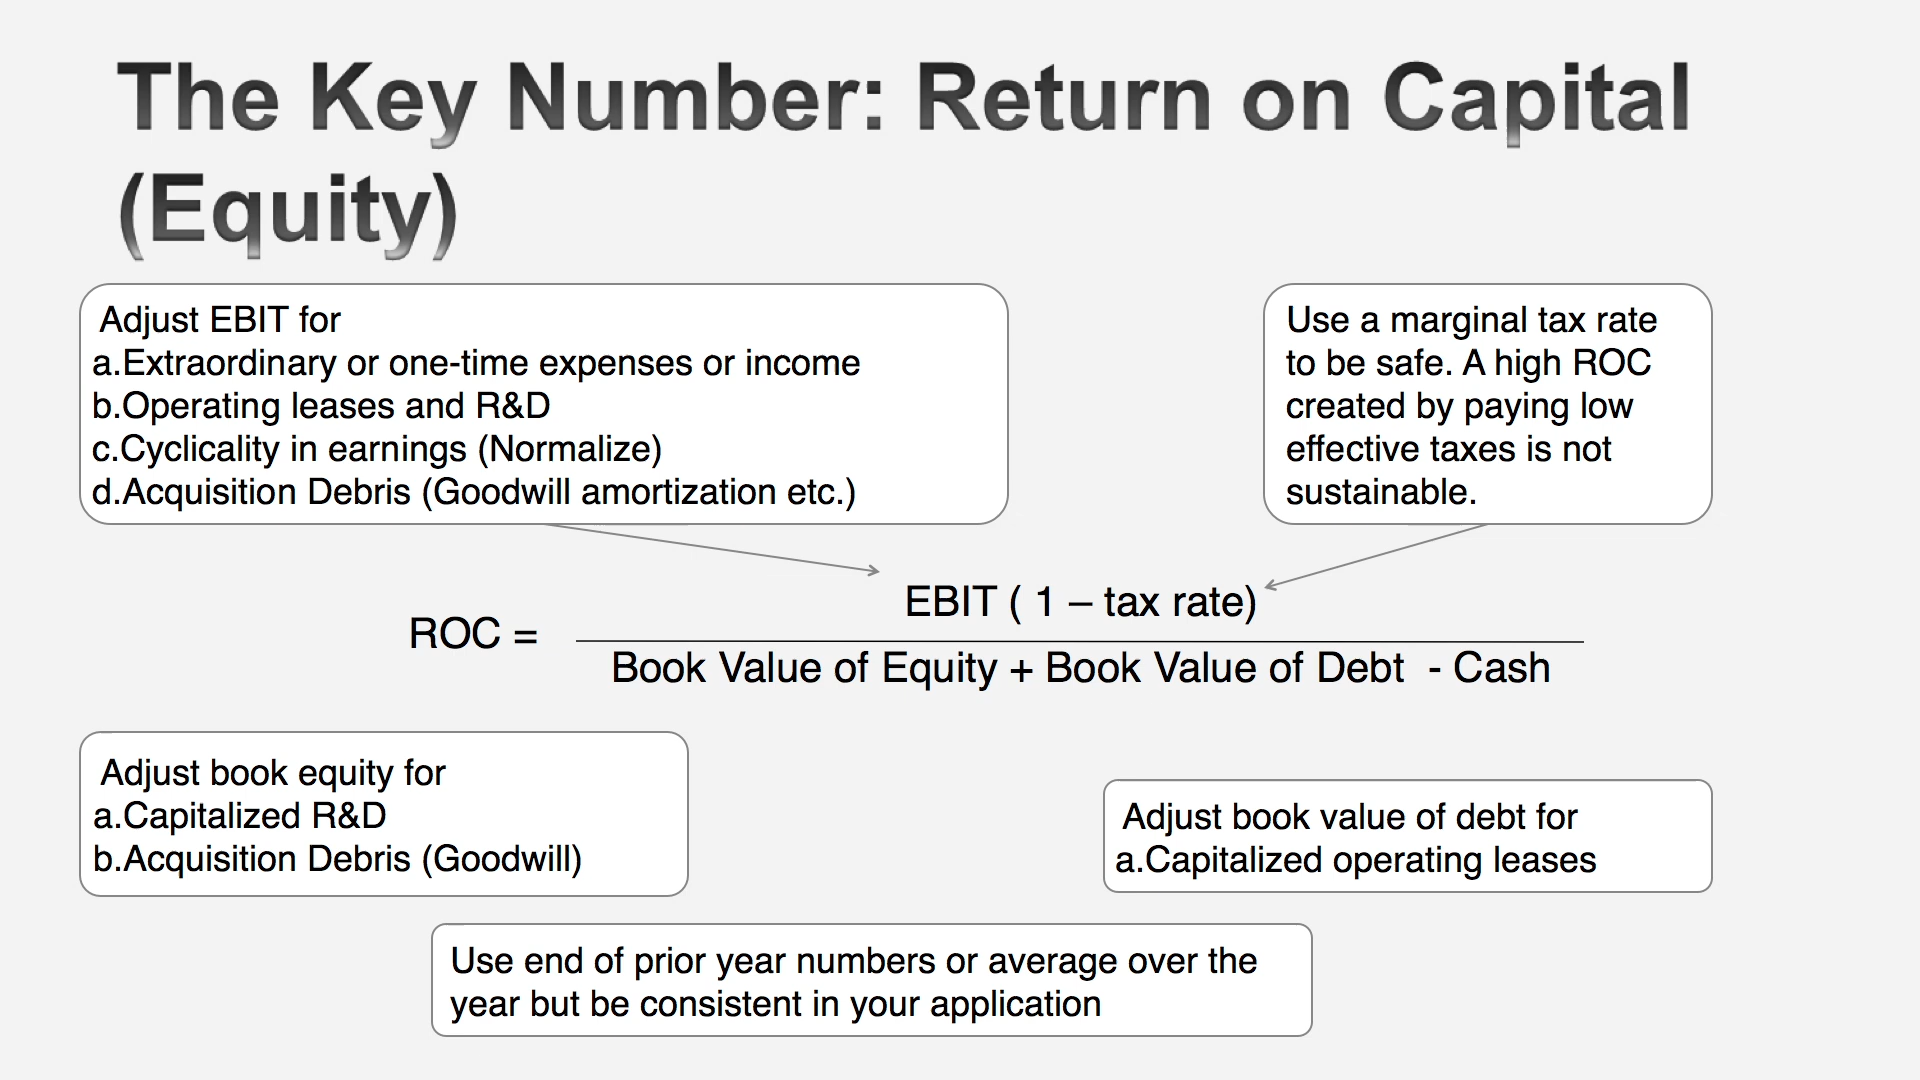 The Key Number: Return on Capital
(Equity)
Adjust EBIT for
a.Extraordinary or one-time expenses or income
b.Operating leases and R&D
c.Cyclicality in earnings (Normalize)
d.Acquisition Debris (Goodwill amortization etc.)
Use a marginal tax rate
to be safe. A high ROC
created by paying low
effective taxes is not
sustainable.
EBIT ( 1 – tax rate)
ROC =
Book Value of Equity + Book Value of Debt  - Cash
Adjust book equity for
a.Capitalized R&D
b.Acquisition Debris (Goodwill)
Adjust book value of debt for
a.Capitalized operating leases
Use end of prior year numbers or average over the
year but be consistent in your application